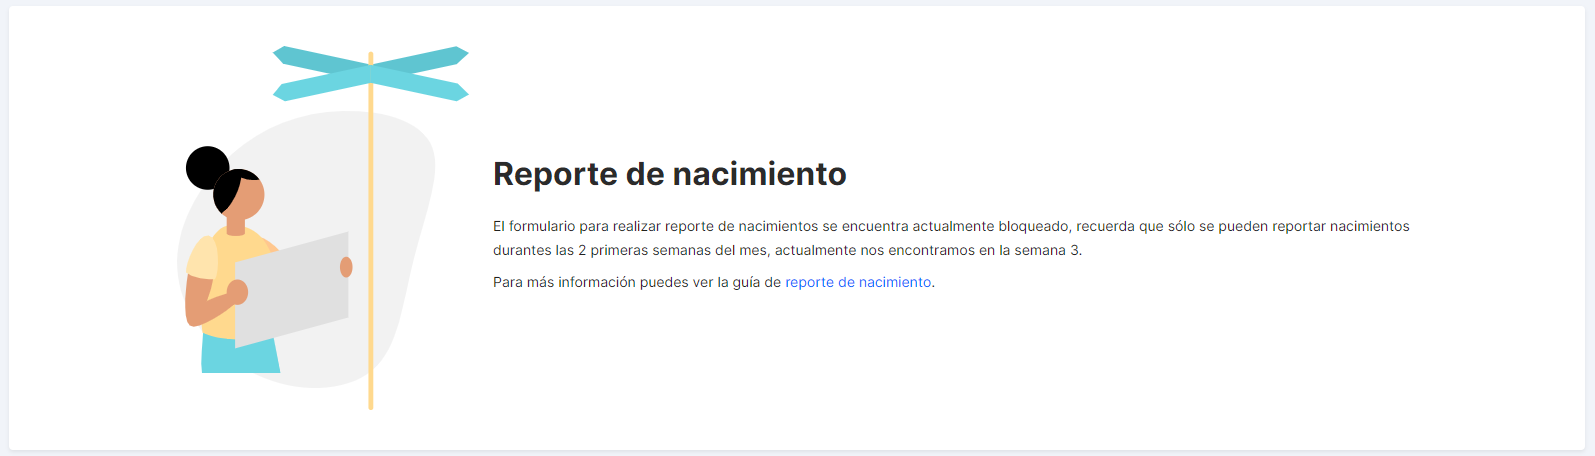 Reporte de nacimiento
El formulario para realizar reporte de nacimientos se encuentra actualmente bloqueado, recuerda que sólo se pueden reportar nacimientos
durantes las 2 primeras semanas del mes, actualmente nos encontramos en la semana 3.
Para más información puedes ver la guía de reporte de nacimiento.